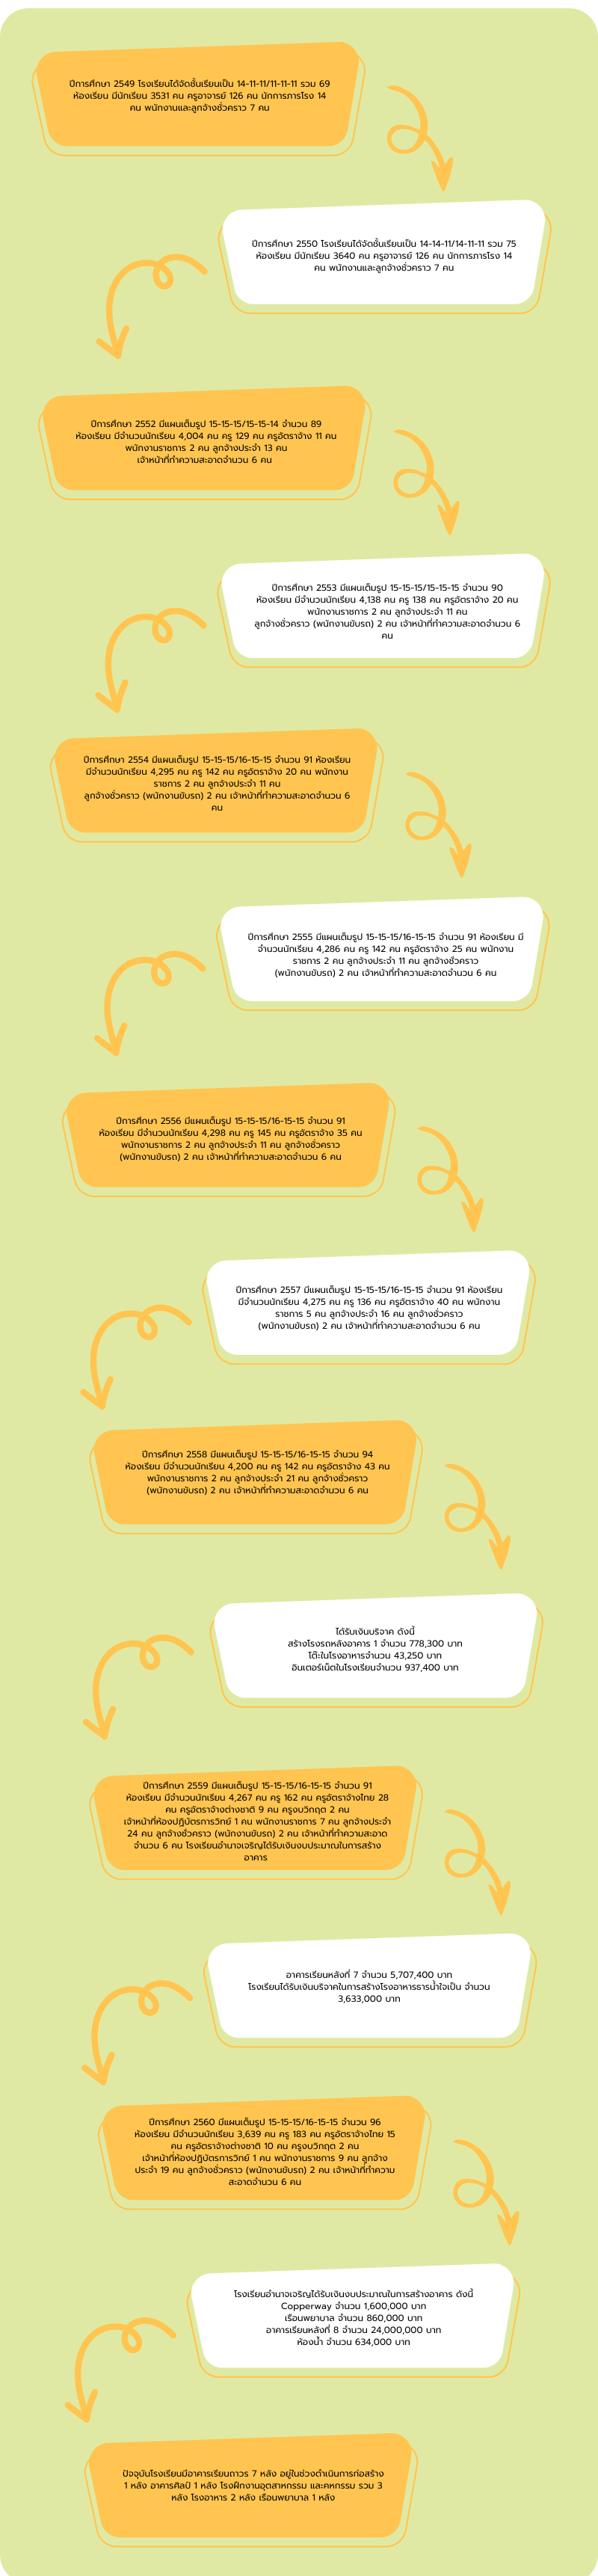 ปีการศึกษา 2549 โรงเรียนได้จัดชั้นเรียนเป็น 14-11-11/11-11-11 รวม 69
ห้องเรียน มีนักเรียน 3531 คน ครูอาจารย์ 126 คน นักการภารโรง 14
คน พนักงานและลูกจ้างชั่วคราว 7 คน
ปีการศึกษา 2550 โรงเรียนได้จัดชั้นเรียนเป็น 14-14-11/14-11-11 รวม 75
ห้องเรียน มีนักเรียน 3640 คน ครูอาจารย์ 126 คน นักการภารโรง 14
คน พนักงานและลูกจ้างชั่วคราว 7 คน
ปีการศึกษา 2552 มีแผนเต็มรูป 15-15-15/15-15-14 จำนวน 89
ห้องเรียน มีจำนวนนักเรียน 4,004 คน ครู 129 คน ครูอัตราจ้าง 11 คน
พนักงานราชการ 2 คน ลูกจ้างประจำ 13 คน
เจ้าหน้าที่ทำความสะอาดจำนวน 6 คน
ปีการศึกษา 2553 มีแผนเต็มรูป 15-15-15/15-15-15 จำนวน 90
ห้องเรียน มีจำนวนนักเรียน 4,138 คน ครู 138 คน ครูอัตราจ้าง 20 คน
พนักงานราชการ 2 คน ลูกจ้างประจำ 11 คน
ลูกจ้างชั่วคราว (พนักงานขับรถ) 2 คน เจ้าหน้าที่ทำความสะอาดจำนวน 6
คน
ปีการศึกษา 2554 มีแผนเต็มรูป 15-15-15/16-15-15 จำนวน 91 ห้องเรียน
มีจำนวนนักเรียน 4,295 คน ครู 142 คน ครูอัตราจ้าง 20 คน พนักงาน
ราชการ 2 คน ลูกจ้างประจำ 11 คน
ลูกจ้างชั่วคราว (พนักงานขับรถ) 2 คน เจ้าหน้าที่ทำความสะอาดจำนวน 6
คน
ปีการศึกษา 2555 มีแผนเต็มรูป 15-15-15/16-15-15 จำนวน 91 ห้องเรียน มี
จำนวนนักเรียน 4,286 คน ครู 142 คน ครูอัตราจ้าง 25 คน พนักงาน
ราชการ 2 คน ลูกจ้างประจำ 11 คน ลูกจ้างชั่วคราว
(พนักงานขับรถ) 2 คน เจ้าหน้าที่ทำความสะอาดจำนวน 6 คน
ปีการศึกษา 2556 มีแผนเต็มรูป 15-15-15/16-15-15 จำนวน 91
ห้องเรียน มีจำนวนนักเรียน 4,298 คน ครู 145 คน ครูอัตราจ้าง 35 คน
พนักงานราชการ 2 คน ลูกจ้างประจำ 11 คน ลูกจ้างชั่วคราว
(พนักงานขับรถ) 2 คน เจ้าหน้าที่ทำความสะอาดจำนวน 6 คน
ปีการศึกษา 2557 มีแผนเต็มรูป 15-15-15/16-15-15 จำนวน 91 ห้องเรียน
มีจำนวนนักเรียน 4,275 คน ครู 136 คน ครูอัตราจ้าง 40 คน พนักงาน
ราชการ 5 คน ลูกจ้างประจำ 16 คน ลูกจ้างชั่วคราว
(พนักงานขับรถ) 2 คน เจ้าหน้าที่ทำความสะอาดจำนวน 6 คน
ปีการศึกษา 2558 มีแผนเต็มรูป 15-15-15/16-15-15 จำนวน 94
ห้องเรียน มีจำนวนนักเรียน 4,200 คน ครู 142 คน ครูอัตราจ้าง 43 คน
พนักงานราชการ 2 คน ลูกจ้างประจำ 21 คน ลูกจ้างชั่วคราว
(พนักงานขับรถ) 2 คน เจ้าหน้าที่ทำความสะอาดจำนวน 6 คน
ได้รับเงินบริจาค ดังนี้
สร้างโรงรถหลังอาคาร 1 จำนวน 778,300 บาท
โต๊ะในโรงอาหารจำนวน 43,250 บาท
อินเตอร์เน็ตในโรงเรียนจำนวน 937,400 บาท
ปีการศึกษา 2559 มีแผนเต็มรูป 15-15-15/16-15-15 จำนวน 91
ห้องเรียน มีจำนวนนักเรียน 4,267 คน ครู 162 คน ครูอัตราจ้างไทย 28
คน ครูอัตราจ้างต่างชาติ 9 คน ครูงบวิกฤต 2 คน
เจ้าหน้าที่ห้องปฏิบัตรการวิทย์ 1 คน พนักงานราชการ 7 คน ลูกจ้างประจำ
24 คน ลูกจ้างชั่วคราว (พนักงานขับรถ) 2 คน เจ้าหน้าที่ทำความสะอาด
จำนวน 6 คน โรงเรียนอำนาจเจริญได้รับเงินงบประมาณในการสร้าง
อาคาร
อาคารเรียนหลังที่ 7 จำนวน 5,707,400 บาท
โรงเรียนได้รับเงินบริจาคในการสร้างโรงอาหารธารน้ำใจเป็น จำนวน
3,633,000 บาท
ปีการศึกษา 2560 มีแผนเต็มรูป 15-15-15/16-15-15 จำนวน 96
ห้องเรียน มีจำนวนนักเรียน 3,639 คน ครู 183 คน ครูอัตราจ้างไทย 15
คน ครูอัตราจ้างต่างชาติ 10 คน ครูงบวิกฤต 2 คน
เจ้าหน้าที่ห้องปฏิบัตรการวิทย์ 1 คน พนักงานราชการ 9 คน ลูกจ้าง
ประจำ 19 คน ลูกจ้างชั่วคราว (พนักงานขับรถ) 2 คน เจ้าหน้าที่ทำความ
สะอาดจำนวน 6 คน
โรงเรียนอำนาจเจริญได้รับเงินงบประมาณในการสร้างอาคาร ดังนี้
Copperway จำนวน 1,600,000 บาท
เรือนพยาบาล จำนวน 860,000 บาท
อาคารเรียนหลังที่ 8 จำนวน 24,000,000 บาท
ห้องน้ำ จำนวน 634,000 บาท
ปัจจุบันโรงเรียนมีอาคารเรียนถาวร 7 หลัง อยู่ในช่วงดำเนินการก่อสร้าง
1 หลัง อาคารศิลป์ 1 หลัง โรงฝึกงานอุตสาหกรรม และคหกรรม รวม 3
หลัง โรงอาหาร 2 หลัง เรือนพยาบาล 1 หลัง